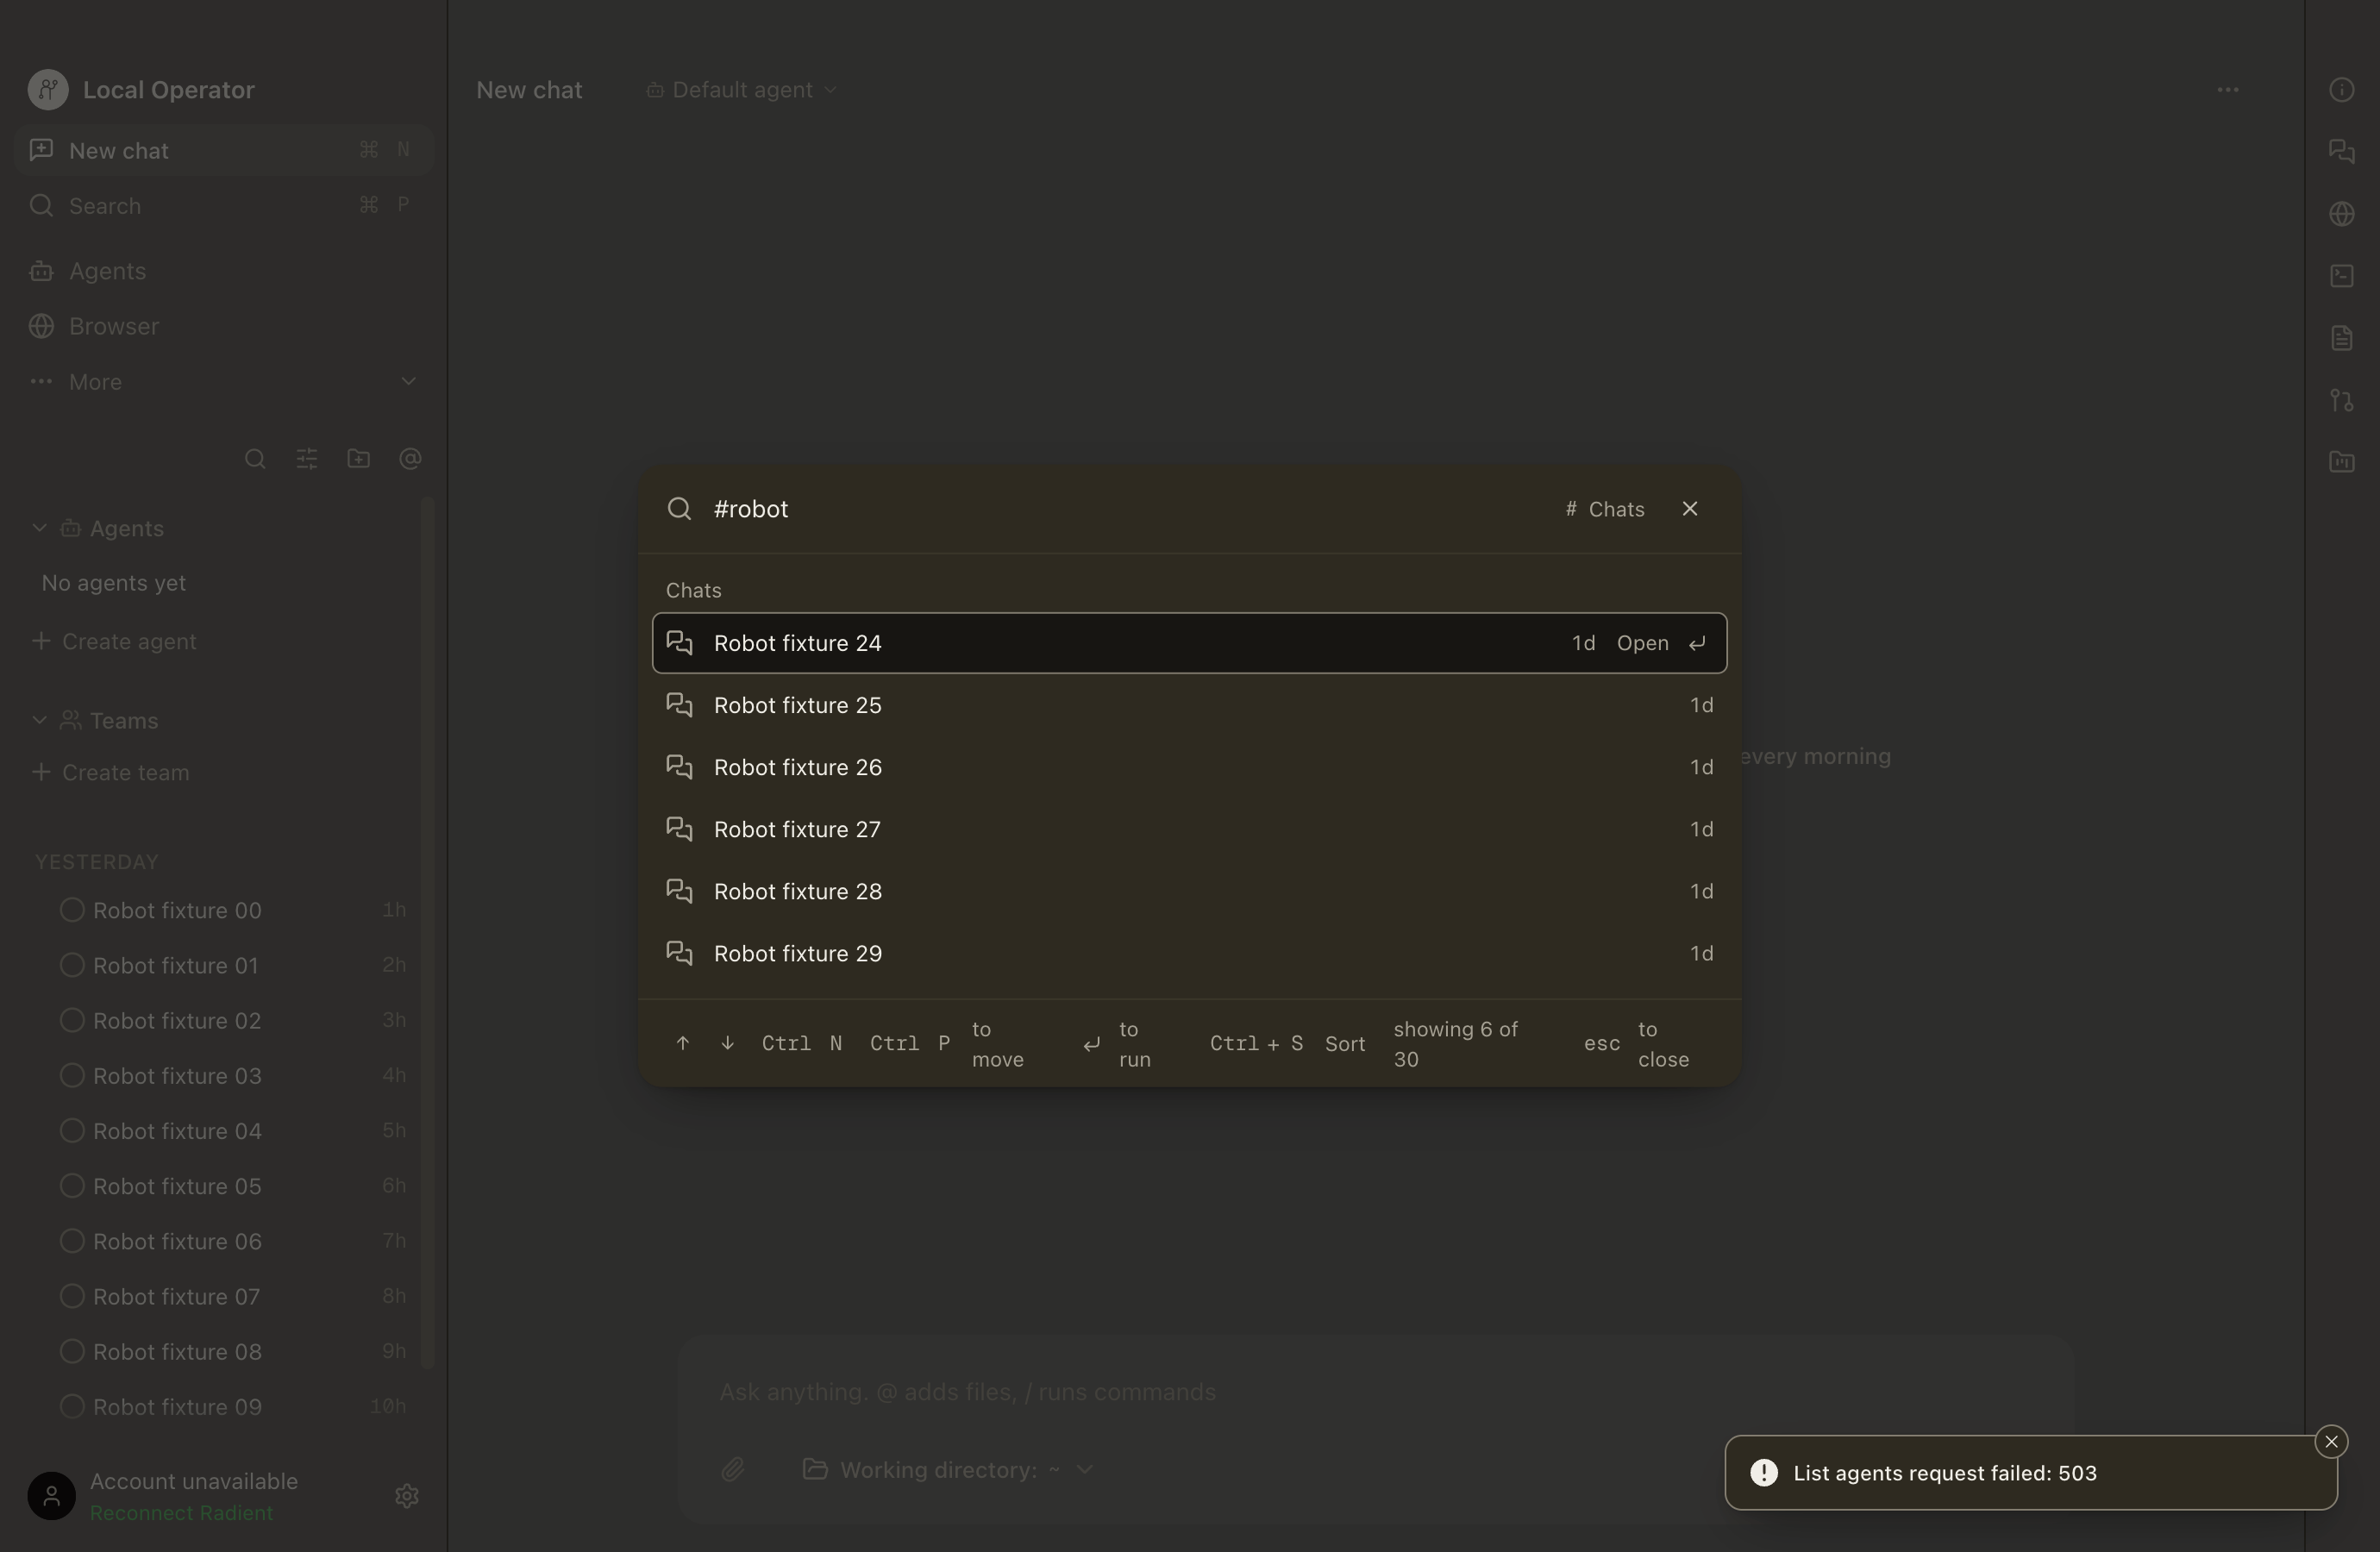 Local Operator
New chat ⌘ N
Search ⌘ P
Agents
Browser
More
Agents
No agents yet
Create agent
Teams
Create team
YESTERDAY
Robot fixture 00 1h
Robot fixture 01 2h
Robot fixture 02 3h
Robot fixture 03 4h
Robot fixture 04 5h
Robot fixture 05 6h
Robot fixture 06 7h
Robot fixture 07 8h
Robot fixture 08 9h
Robot fixture 09 10h
Account unavailable
Reconnect Radient
New chat Default agent
every morning
#robot # Chats
Chats
Robot fixture 24 1d Open
Robot fixture 25 1d
Robot fixture 26 1d
Robot fixture 27 1d
Robot fixture 28 1d
Robot fixture 29 1d
↑ ↓ Ctrl N Ctrl P to move ↵ to run Ctrl + S Sort showing 6 of 30 esc to close
Ask anything. @ adds files, / runs commands
Working directory: ~
List agents request failed: 503